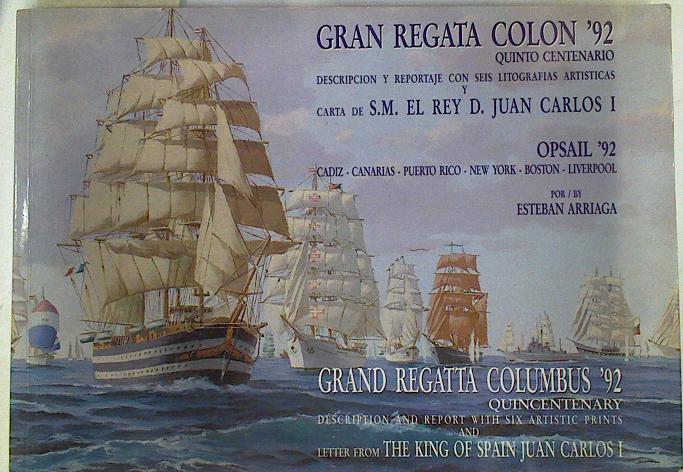 GRAN REGATA COLON '92
QUINTO CENTENARIO
DESCRIPCION Y REPORTAJE CON SEIS LITOGRAFIAS ARTISTICAS
Y
CARTA DE S.M. EL REY D. JUAN CARLOS I
OPSAIL '92
CADIZ - CANARIAS - PUERTO RICO - NEW YORK - BOSTON - LIVERPOOL
POR / BY
ESTEBAN ARRIAGA
GRAND REGATTA COLUMBUS '92
QUINCENTENARY
DESCRIPTION AND REPORT WITH SIX ARTISTIC PRINTS
AND
LETTER FROM THE KING OF SPAIN JUAN CARLOS I